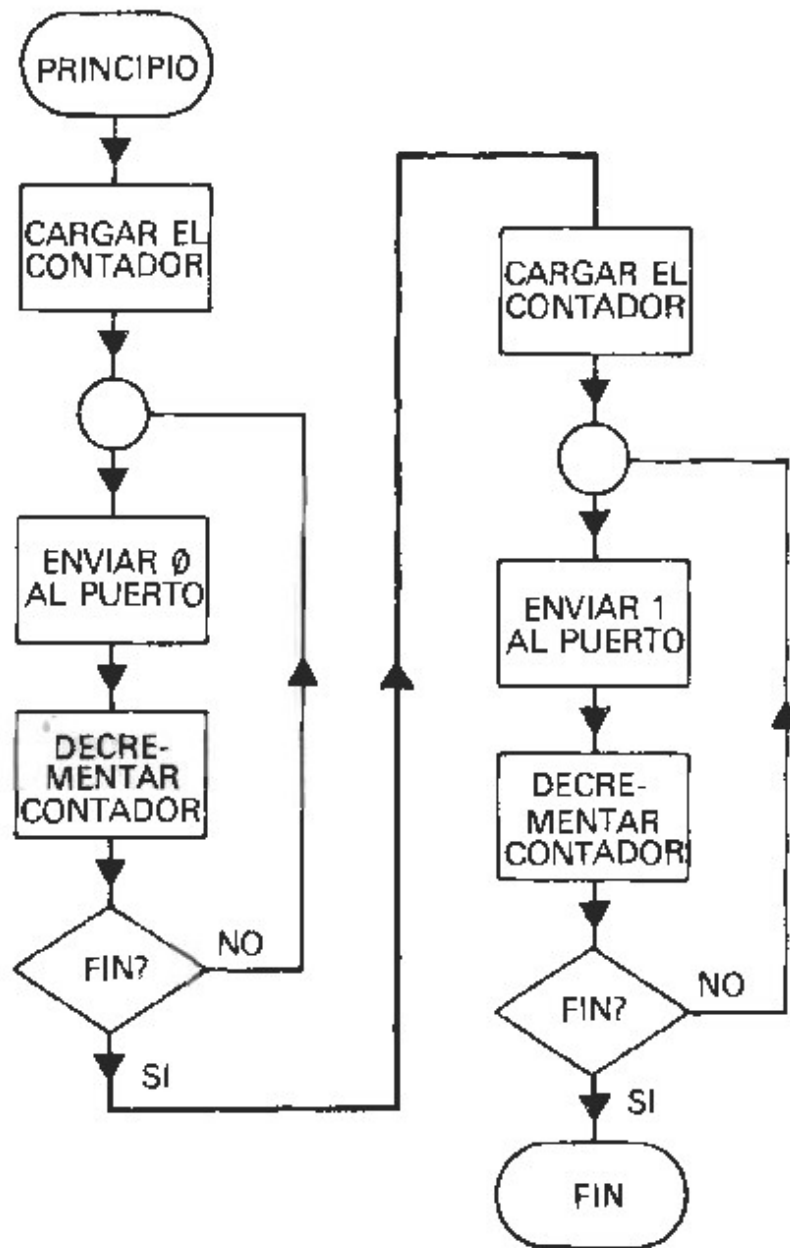 PRINCIPIO
CARGAR EL
CONTADOR
ENVIAR Ø
AL PUERTO
DECRE-
MENTAR
CONTADOR
FIN?
NO
SI
CARGAR EL
CONTADOR
ENVIAR 1
AL PUERTO
DECRE-
MENTAR
CONTADOR
FIN?
NO
SI
FIN